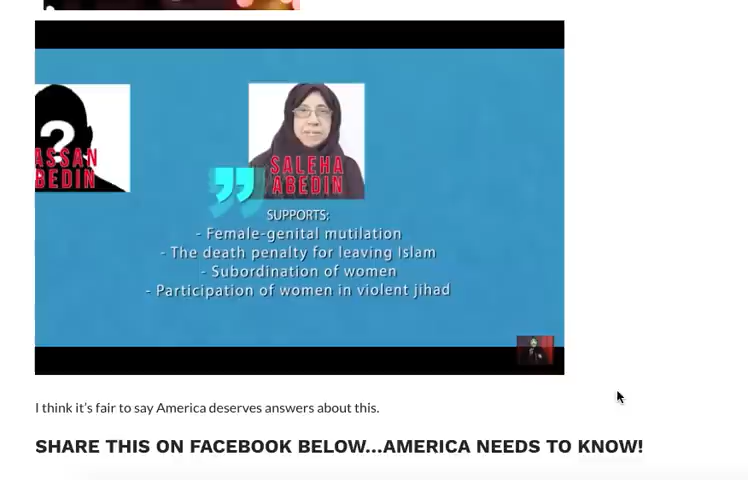 ASSAN
BEDIN
SALEHA
ABEDIN
SUPPORTS:
- Female-genital mutilation
- The death penalty for leaving Islam
- Subordination of women
- Participation of women in violent jihad
I think it's fair to say America deserves answers about this.
SHARE THIS ON FACEBOOK BELOW...AMERICA NEEDS TO KNOW!